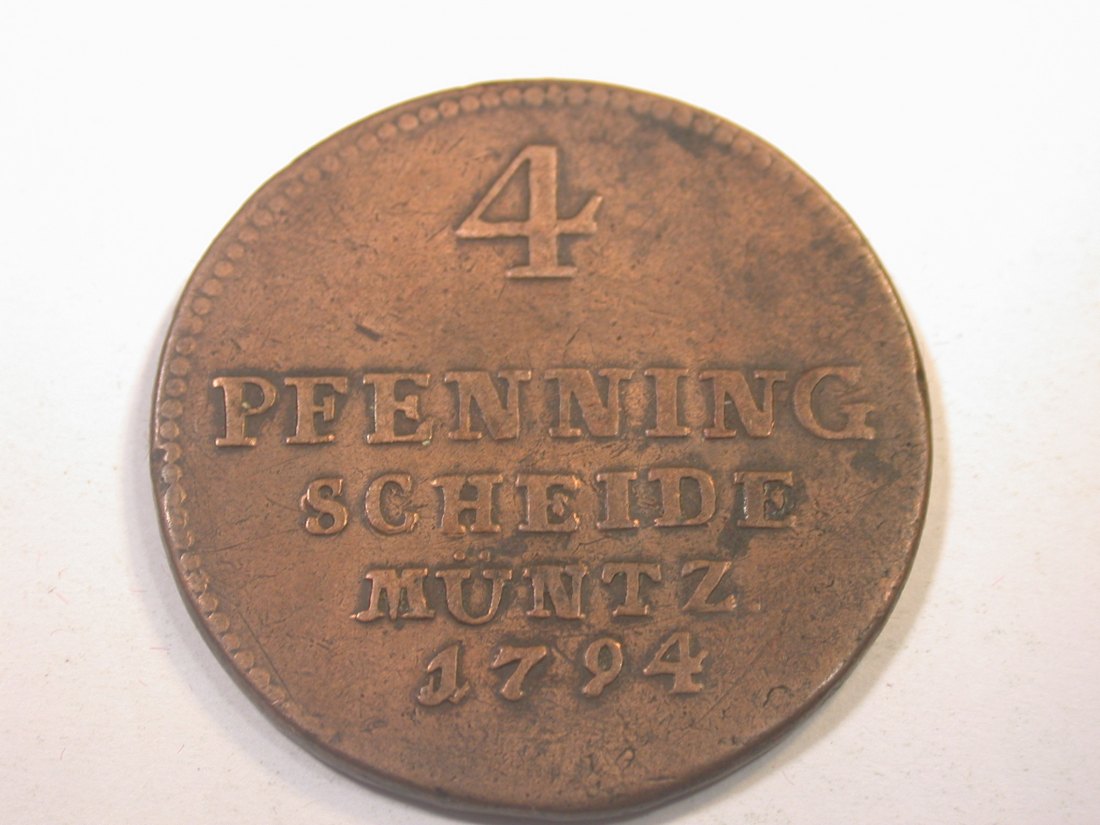 4
PFENNING
SCHEIDE
MÜNTZ.
1794